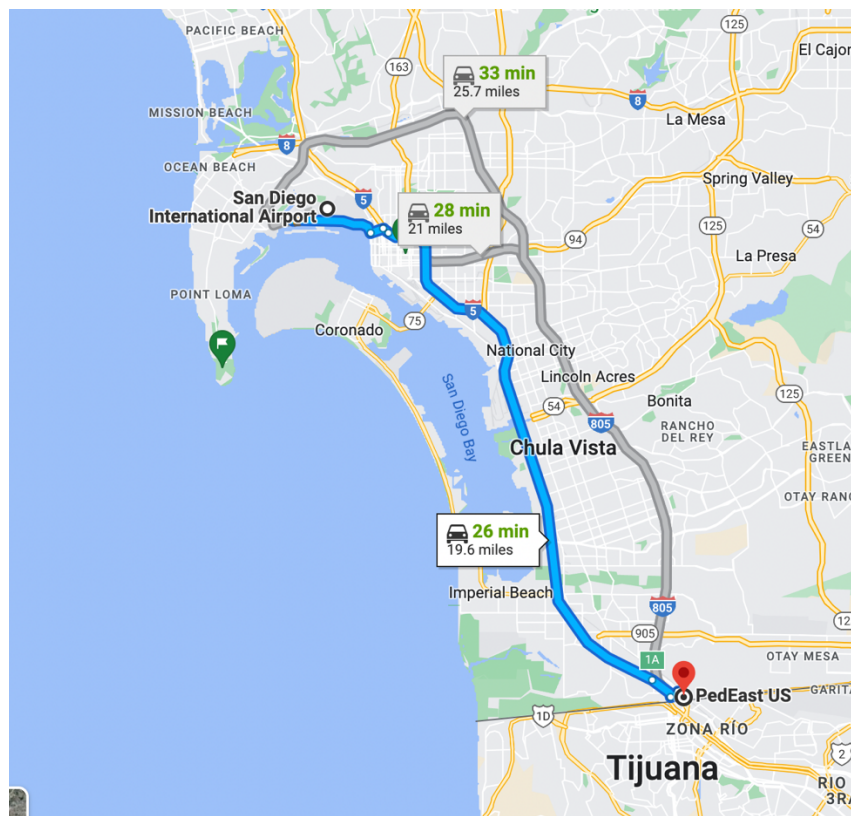 PACIFIC BEACH
125
El Cajon
163
33 min
25.7 miles
8
MISSION BEACH
La Mesa
8
OCEAN BEACH
Spring Valley
San Diego
International Airport
5
28 min
21 miles
94
125
54
La Presa
POINT LOMA
5
75
Coronado
National City
Lincoln Acres
San Diego Bay
54
Bonita
125
805
RANCHO
DEL REY
Chula Vista
EASTLA
GREEN
OTAY RANC
26 min
19.6 miles
Imperial Beach
805
905
12
1A
OTAY MESA
PedEast US
GARITA
1D
ZONA RÍO
2
Tijuana
RIO
3RA